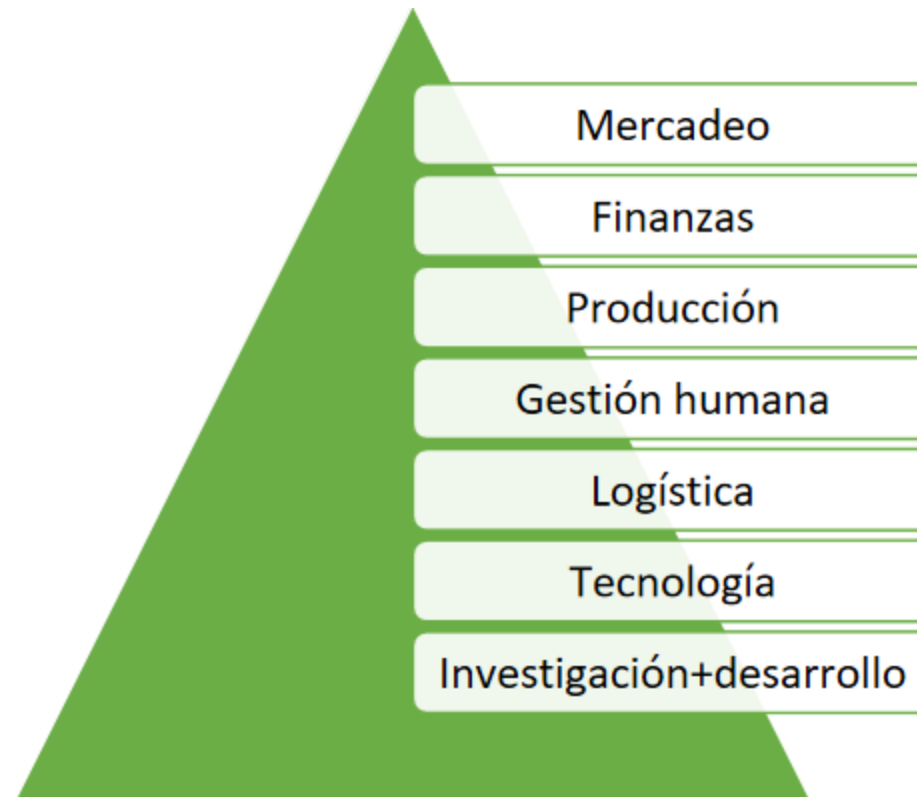 Mercadeo
Finanzas
Producción
Gestión humana
Logística
Tecnología
Investigación+desarrollo